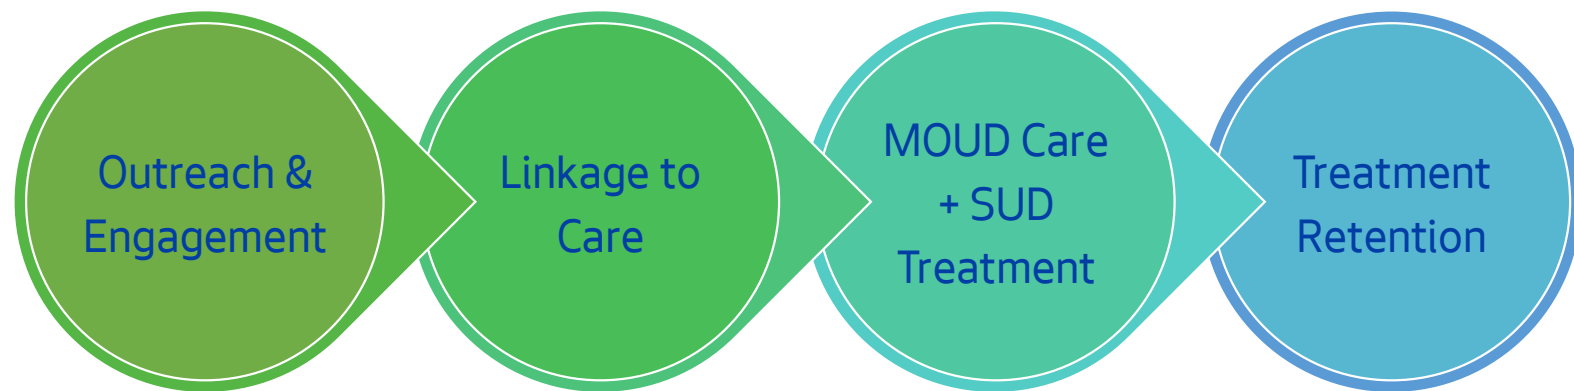 Outreach &
Engagement
Linkage to
Care
MOUD Care
+ SUD
Treatment
Treatment
Retention